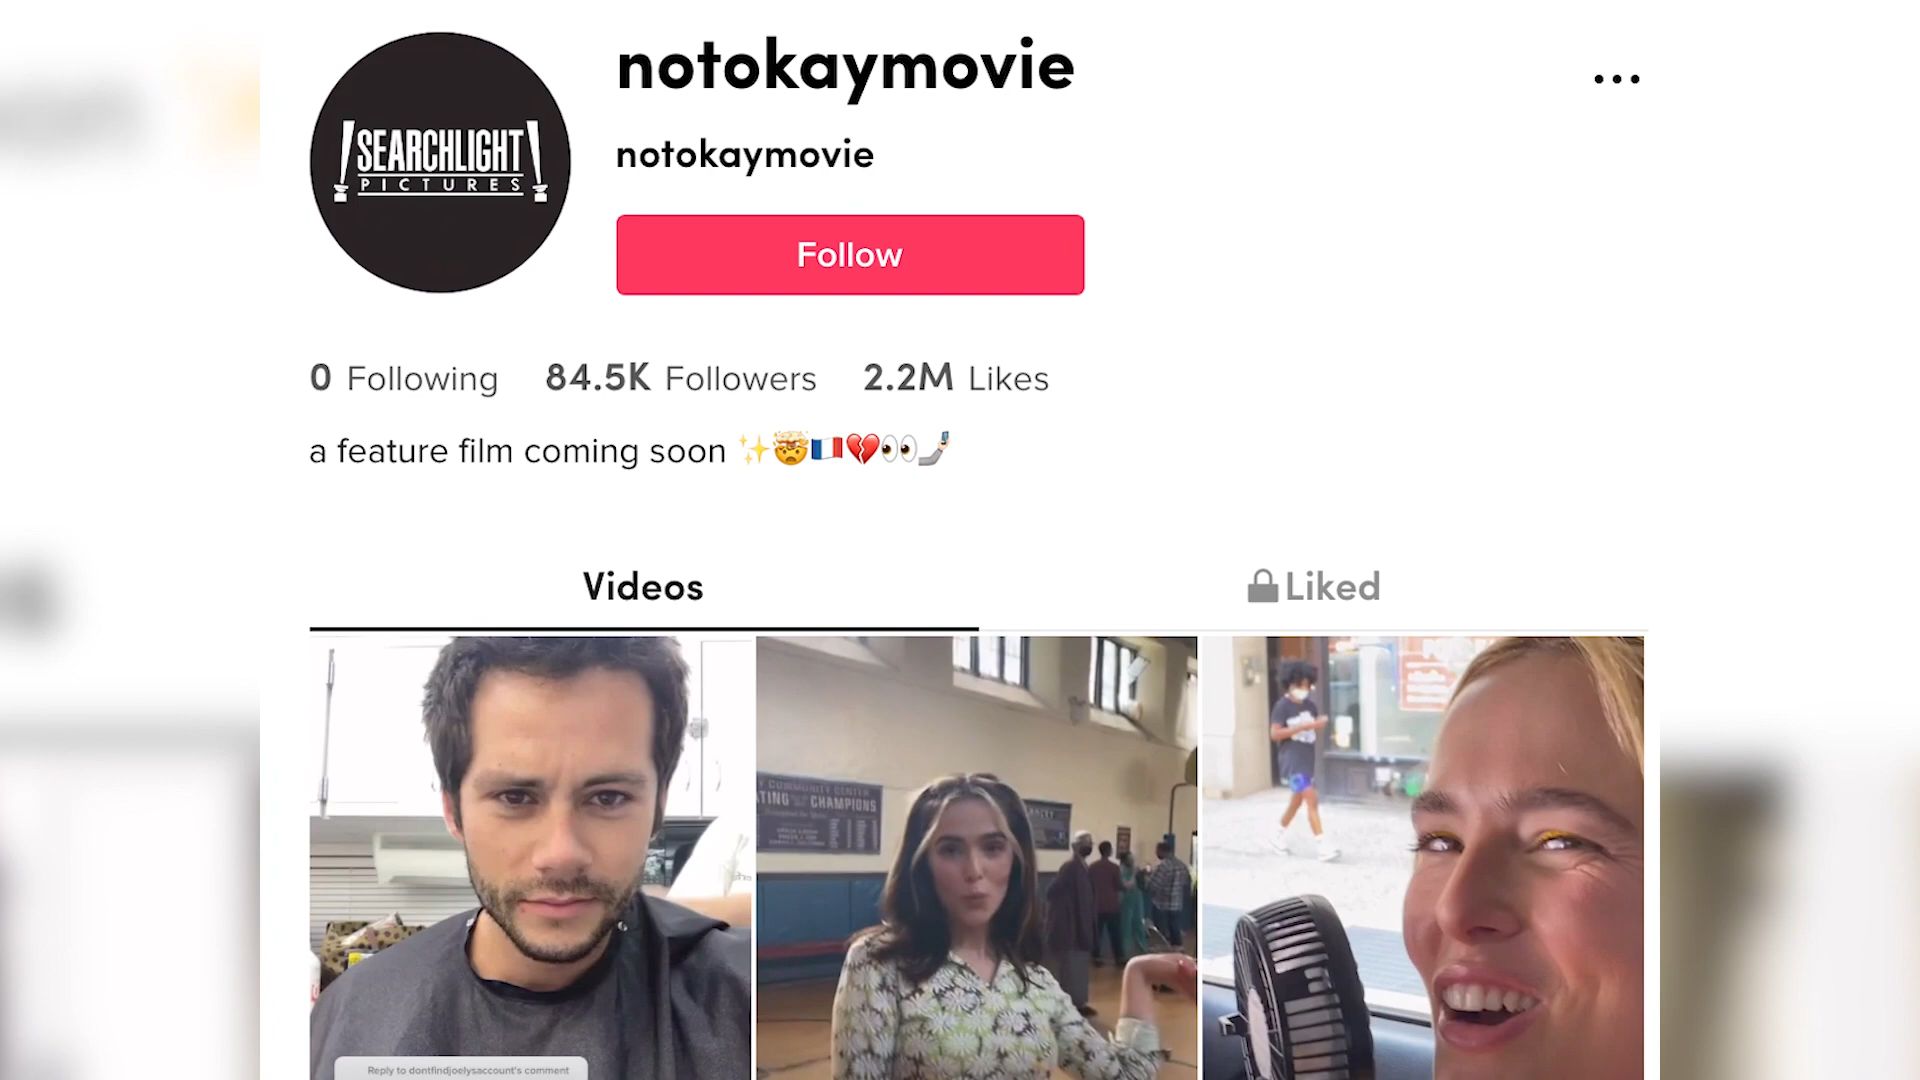 notokaymovie
notokaymovie
SEARCHLIGHT
PICTURES
Follow
0 Following 84.5K Followers 2.2M Likes
a feature film coming soon ✨🤯🇫🇷💔👀🤳🏻
Videos
Liked
COMMUNITY CENTER
CHAMPIONS
Reply to dontfindjoelysaccount's comment